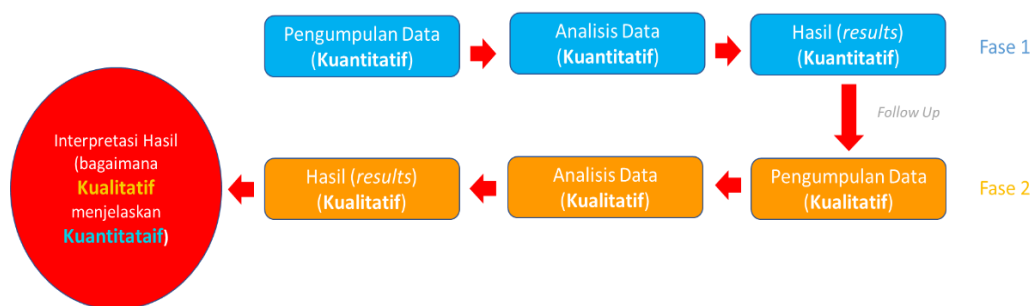 Pengumpulan Data
(Kuantitatif)
Analisis Data
(Kuantitatif)
Hasil (results)
(Kuantitatif)
Fase 1
Follow Up
Interpretasi Hasil
(bagaimana
Kualitatif
menjelaskan
Kuantitataif)
Hasil (results)
(Kualitatif)
Analisis Data
(Kualitatif)
Pengumpulan Data
(Kualitatif)
Fase 2